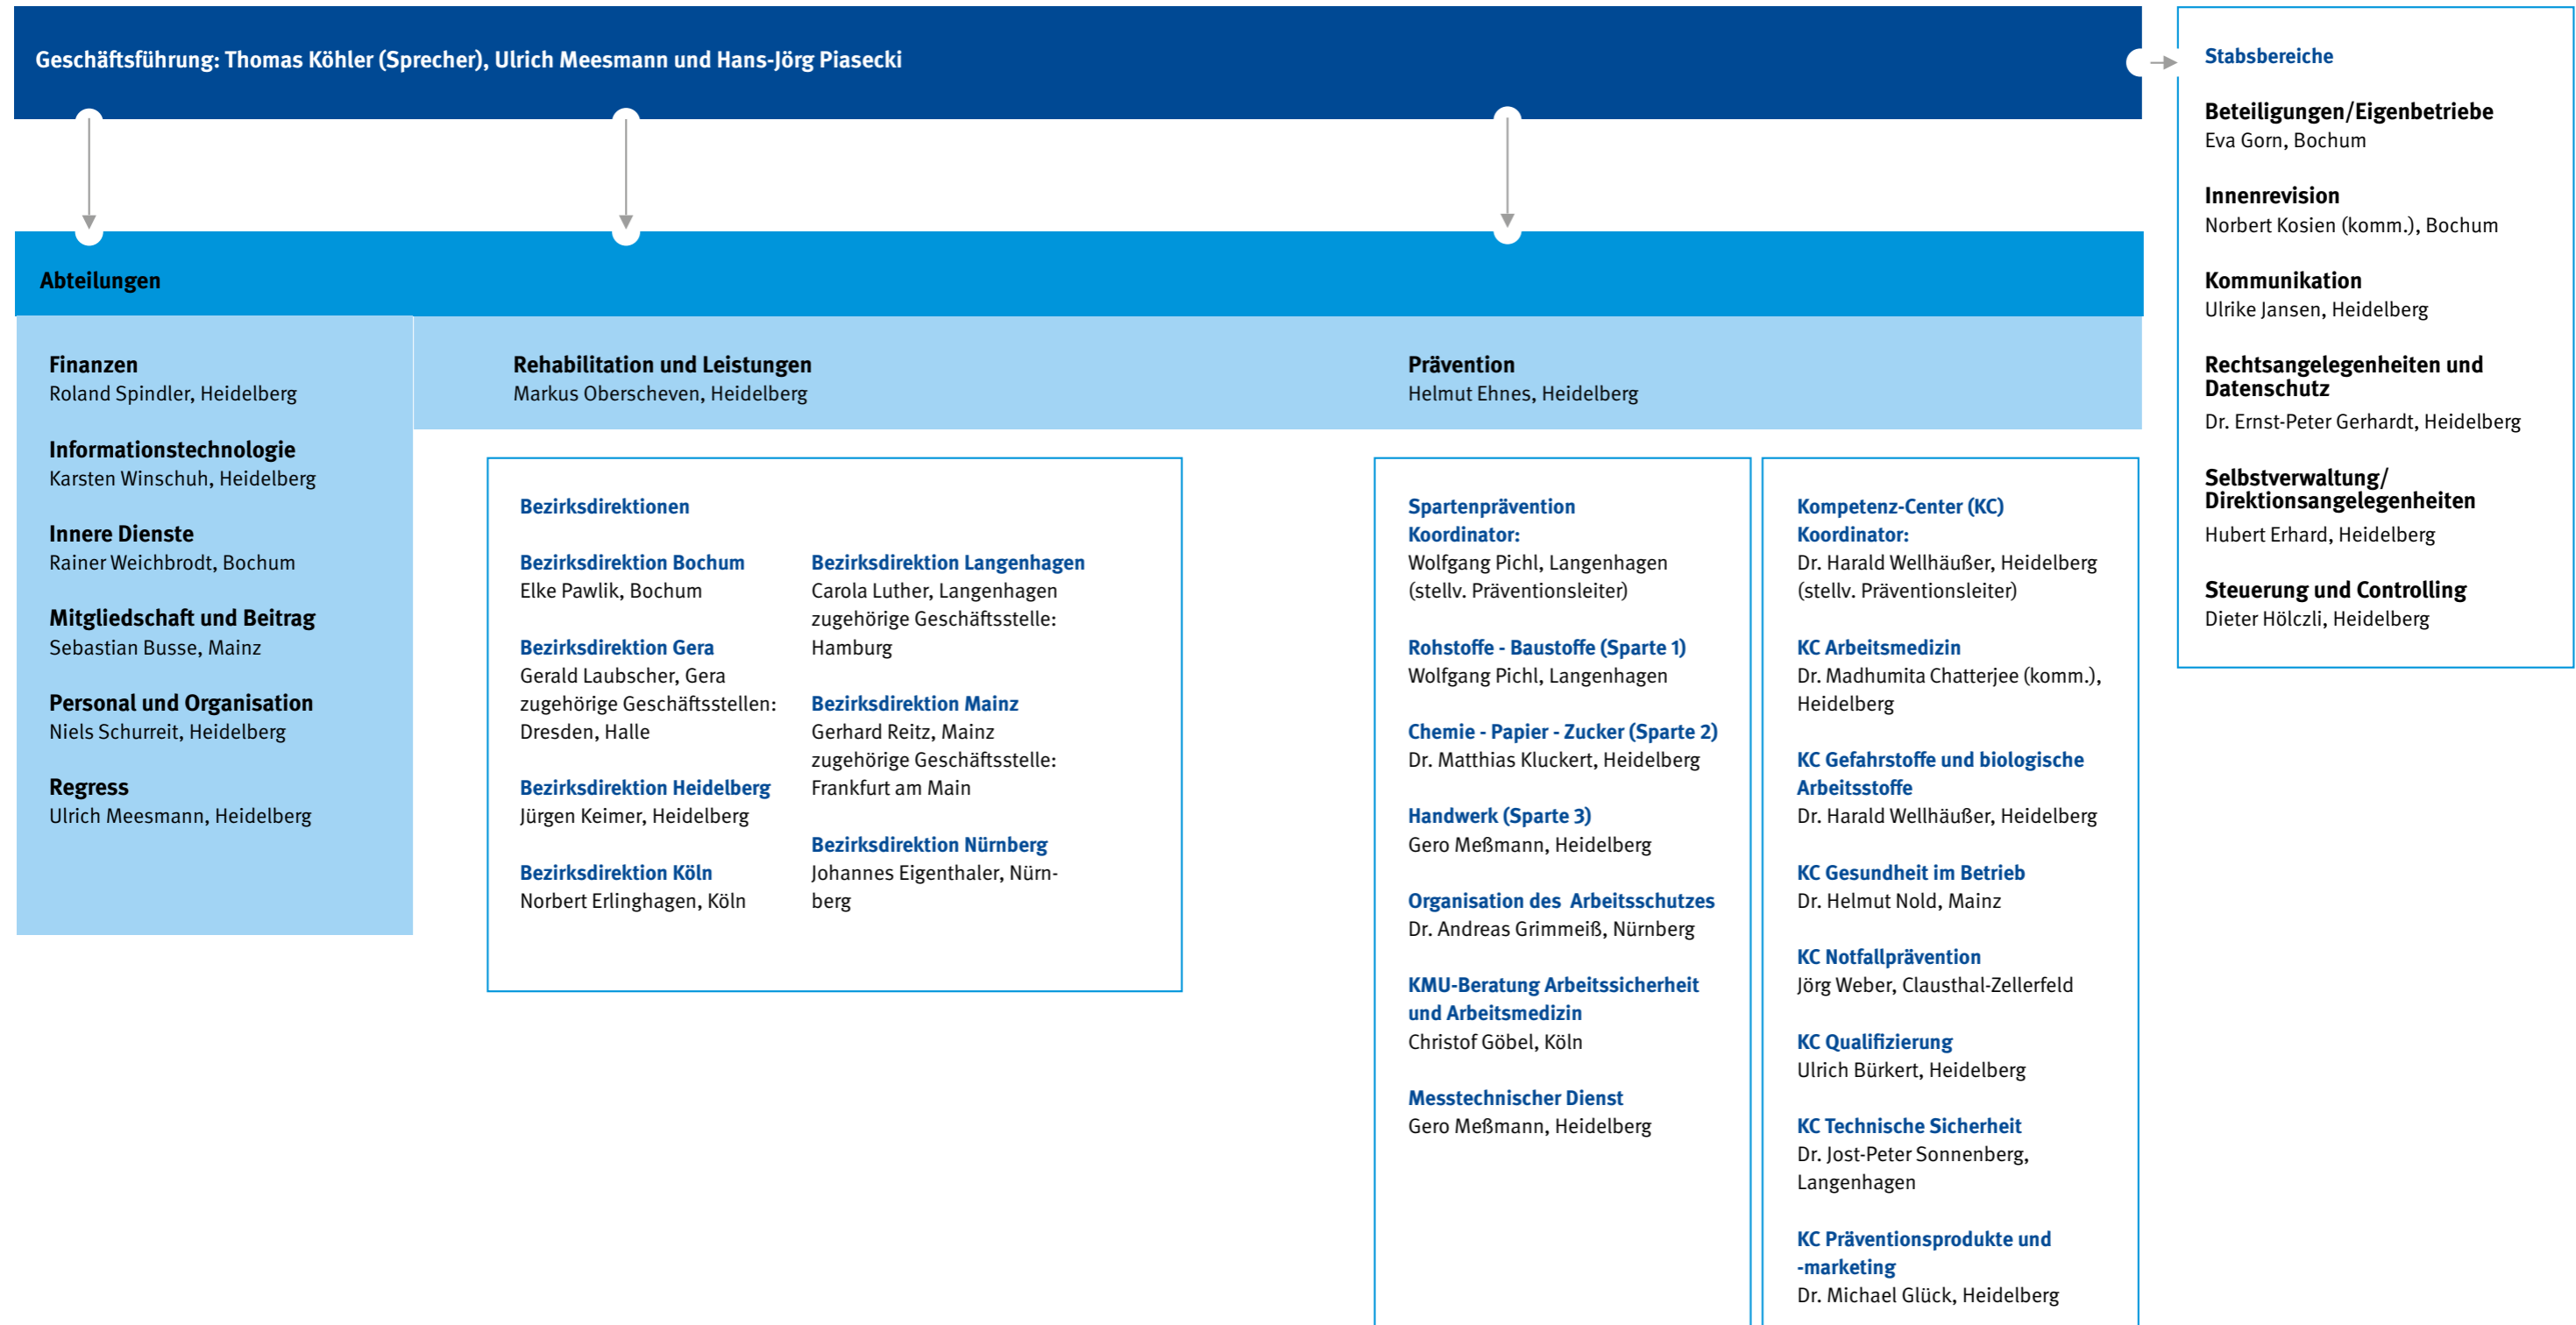 Geschäftsführung: Thomas Köhler (Sprecher), Ulrich Meesmann und Hans-Jörg Piasecki
Abteilungen
Finanzen
Roland Spindler, Heidelberg
Informationstechnologie
Karsten Winschuh, Heidelberg
Innere Dienste
Rainer Weichbrodt, Bochum
Mitgliedschaft und Beitrag
Sebastian Busse, Mainz
Personal und Organisation
Niels Schurreit, Heidelberg
Regress
Ulrich Meesmann, Heidelberg
Rehabilitation und Leistungen
Markus Oberscheven, Heidelberg
Bezirksdirektionen
Bezirksdirektion Bochum
Elke Pawlik, Bochum
Bezirksdirektion Gera
Gerald Laubscher, Gera
zugehörige Geschäftsstellen:
Dresden, Halle
Bezirksdirektion Heidelberg
Jürgen Keimer, Heidelberg
Bezirksdirektion Köln
Norbert Erlinghagen, Köln
Bezirksdirektion Langenhagen
Carola Luther, Langenhagen
zugehörige Geschäftsstelle:
Hamburg
Bezirksdirektion Mainz
Gerhard Reitz, Mainz
zugehörige Geschäftsstelle:
Frankfurt am Main
Bezirksdirektion Nürnberg
Johannes Eigenthaler, Nürn-
berg
Prävention
Helmut Ehnes, Heidelberg
Spartenprävention
Koordinator:
Wolfgang Pichl, Langenhagen
(stellv. Präventionsleiter)
Rohstoffe - Baustoffe (Sparte 1)
Wolfgang Pichl, Langenhagen
Chemie - Papier - Zucker (Sparte 2)
Dr. Matthias Kluckert, Heidelberg
Handwerk (Sparte 3)
Gero Meßmann, Heidelberg
Organisation des Arbeitsschutzes
Dr. Andreas Grimmeiß, Nürnberg
KMU-Beratung Arbeitssicherheit
und Arbeitsmedizin
Christof Göbel, Köln
Messtechnischer Dienst
Gero Meßmann, Heidelberg
Kompetenz-Center (KC)
Koordinator:
Dr. Harald Wellhäußer, Heidelberg
(stellv. Präventionsleiter)
KC Arbeitsmedizin
Dr. Madhumita Chatterjee (komm.),
Heidelberg
KC Gefahrstoffe und biologische
Arbeitsstoffe
Dr. Harald Wellhäußer, Heidelberg
KC Gesundheit im Betrieb
Dr. Helmut Nold, Mainz
KC Notfallprävention
Jörg Weber, Clausthal-Zellerfeld
KC Qualifizierung
Ulrich Bürkert, Heidelberg
KC Technische Sicherheit
Dr. Jost-Peter Sonnenberg,
Langenhagen
KC Präventionsprodukte und
-marketing
Dr. Michael Glück, Heidelberg
Stabsbereiche
Beteiligungen/Eigenbetriebe
Eva Gorn, Bochum
Innenrevision
Norbert Kosien (komm.), Bochum
Kommunikation
Ulrike Jansen, Heidelberg
Rechtsangelegenheiten und
Datenschutz
Dr. Ernst-Peter Gerhardt, Heidelberg
Selbstverwaltung/
Direktionsangelegenheiten
Hubert Erhard, Heidelberg
Steuerung und Controlling
Dieter Hölczli, Heidelberg